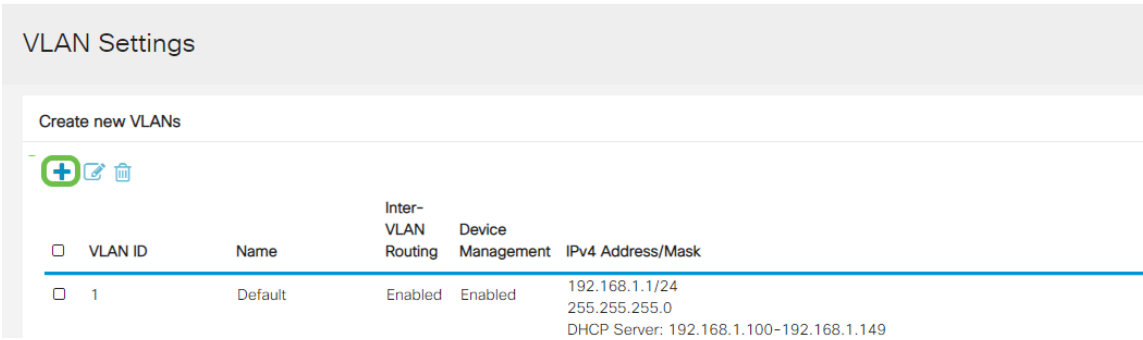 VLAN Settings
Create new VLANs
Inter-
VLAN Device
Routing Management
VLAN ID Name IPv4 Address/Mask
1 Default Enabled Enabled 192.168.1.1/24
255.255.255.0
DHCP Server: 192.168.1.100-192.168.1.149